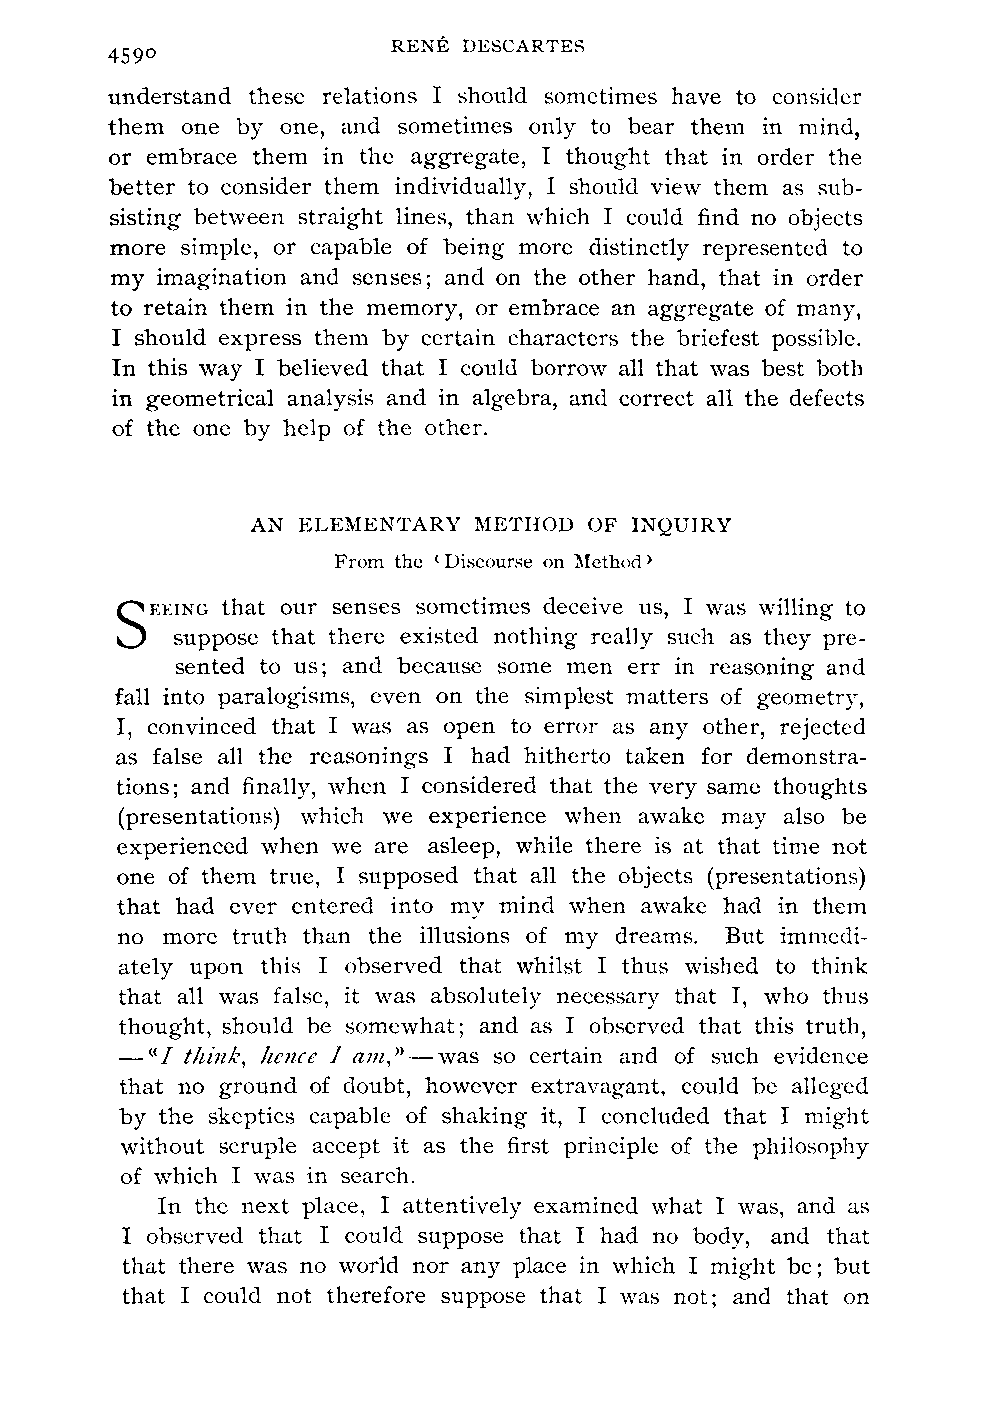 4590
RENÉ DESCARTES
understand these relations I should sometimes have to consider
them one by one, and sometimes only to bear them in mind,
or embrace them in the aggregate, I thought that in order the
better to consider them individually, I should view them as sub-
sisting between straight lines, than which I could find no objects
more simple, or capable of being more distinctly represented to
my imagination and senses; and on the other hand, that in order
to retain them in the memory, or embrace an aggregate of many,
I should express them by certain characters the briefest possible.
In this way I believed that I could borrow all that was best both
in geometrical analysis and in algebra, and correct all the defects
of the one by help of the other.
AN ELEMENTARY METHOD OF INQUIRY
From the ‘Discourse on Method’
SEEING that our senses sometimes deceive us, I was willing to
suppose that there existed nothing really such as they pre-
sented to us; and because some men err in reasoning and
fall into paralogisms, even on the simplest matters of geometry,
I, convinced that I was as open to error as any other, rejected
as false all the reasonings I had hitherto taken for demonstra-
tions; and finally, when I considered that the very same thoughts
(presentations) which we experience when awake may also be
experienced when we are asleep, while there is at that time not
one of them true, I supposed that all the objects (presentations)
that had ever entered into my mind when awake had in them
no more truth than the illusions of my dreams. But immedi-
ately upon this I observed that whilst I thus wished to think
that all was false, it was absolutely necessary that I, who thus
thought, should be somewhat; and as I observed that this truth,
—“I think, hence I am,”—was so certain and of such evidence
that no ground of doubt, however extravagant, could be alleged
by the skeptics capable of shaking it, I concluded that I might
without scruple accept it as the first principle of the philosophy
of which I was in search.
In the next place, I attentively examined what I was, and as
I observed that I could suppose that I had no body, and that
that there was no world nor any place in which I might be; but
that I could not therefore suppose that I was not; and that on